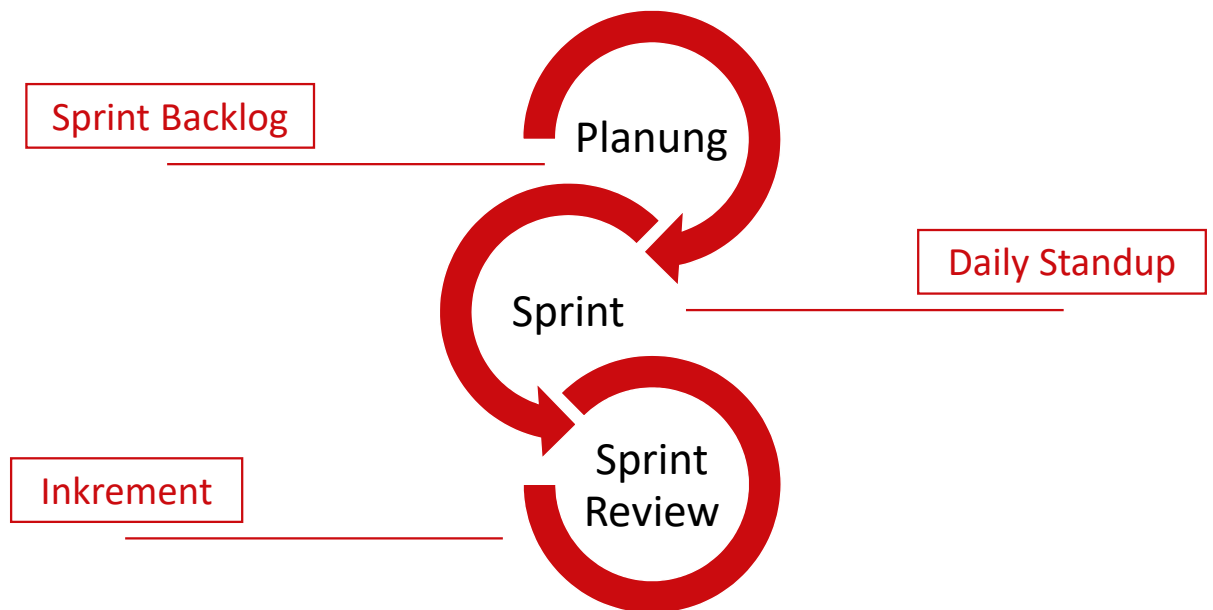 Sprint Backlog
Planung
Daily Standup
Sprint
Sprint
Review
Inkrement